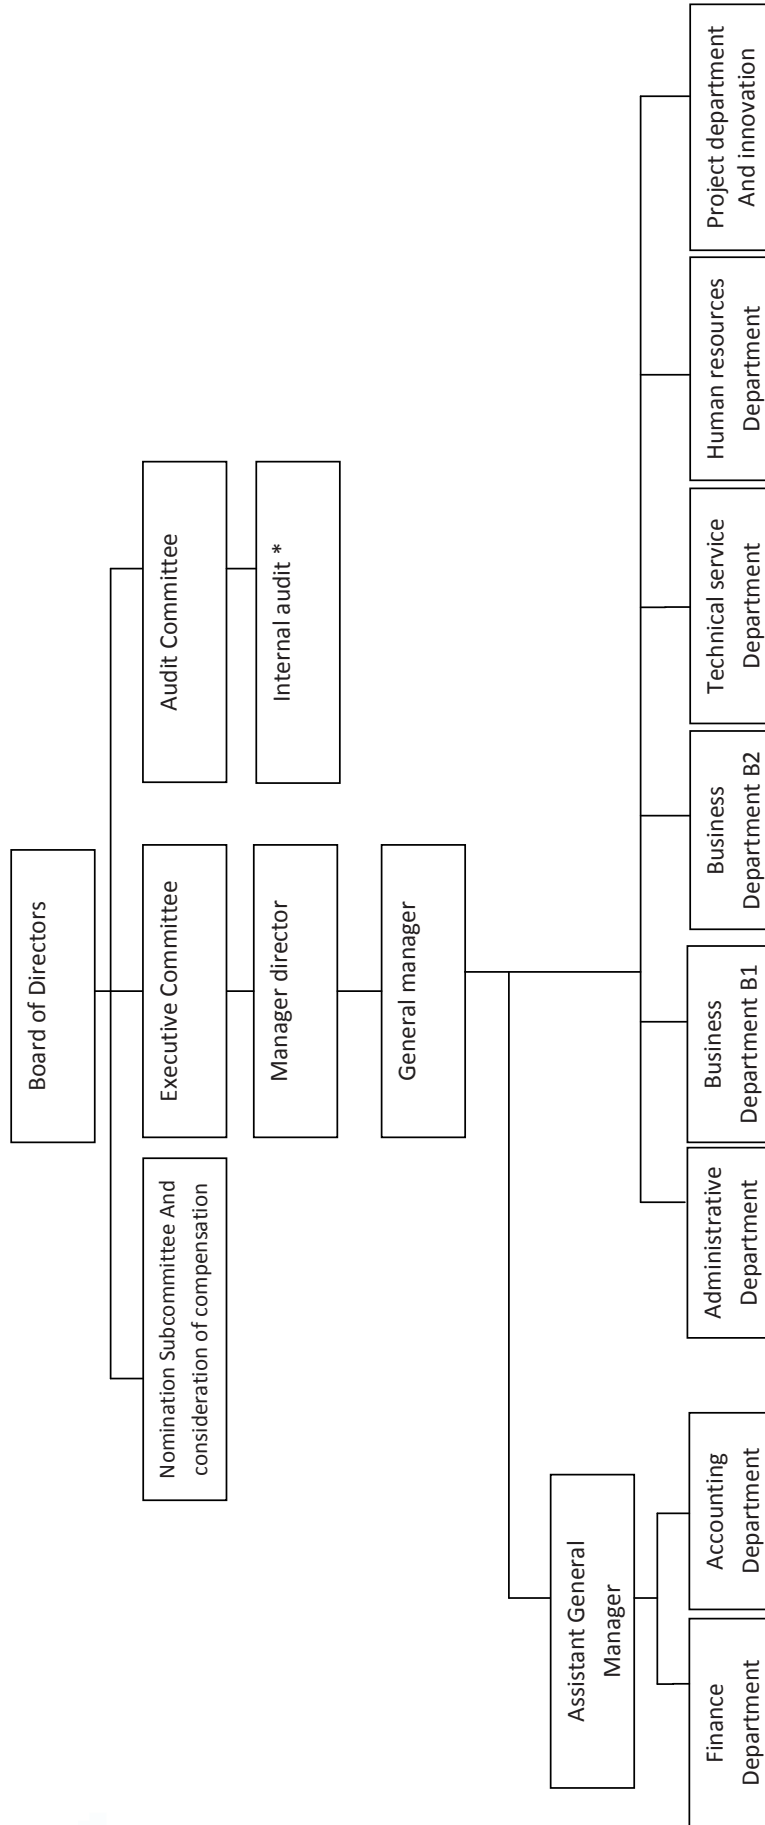 Board of Directors
Nomination Subcommittee And
consideration of compensation
Executive Committee
Audit Committee
Manager director
Internal audit *
General manager
Assistant General
Manager
Finance
Department
Accounting
Department
Administrative
Department
Business
Department B1
Business
Department B2
Technical service
Department
Human resources
Department
Project department
And innovation